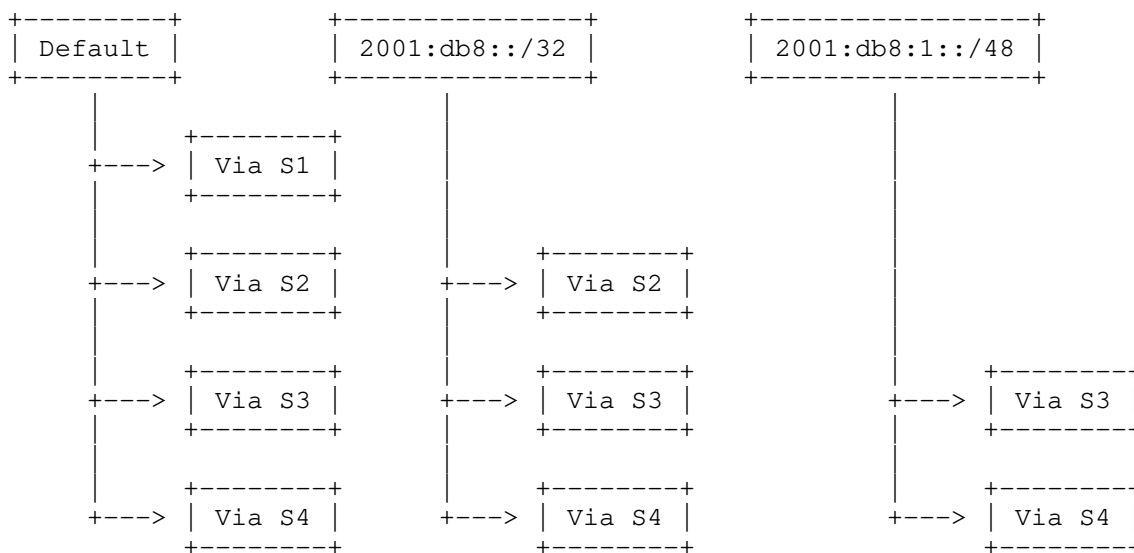 Default 2001:db8::/32 2001:db8:1::/48
Via S1
Via S2 Via S2
Via S3 Via S3 Via S3
Via S4 Via S4 Via S4